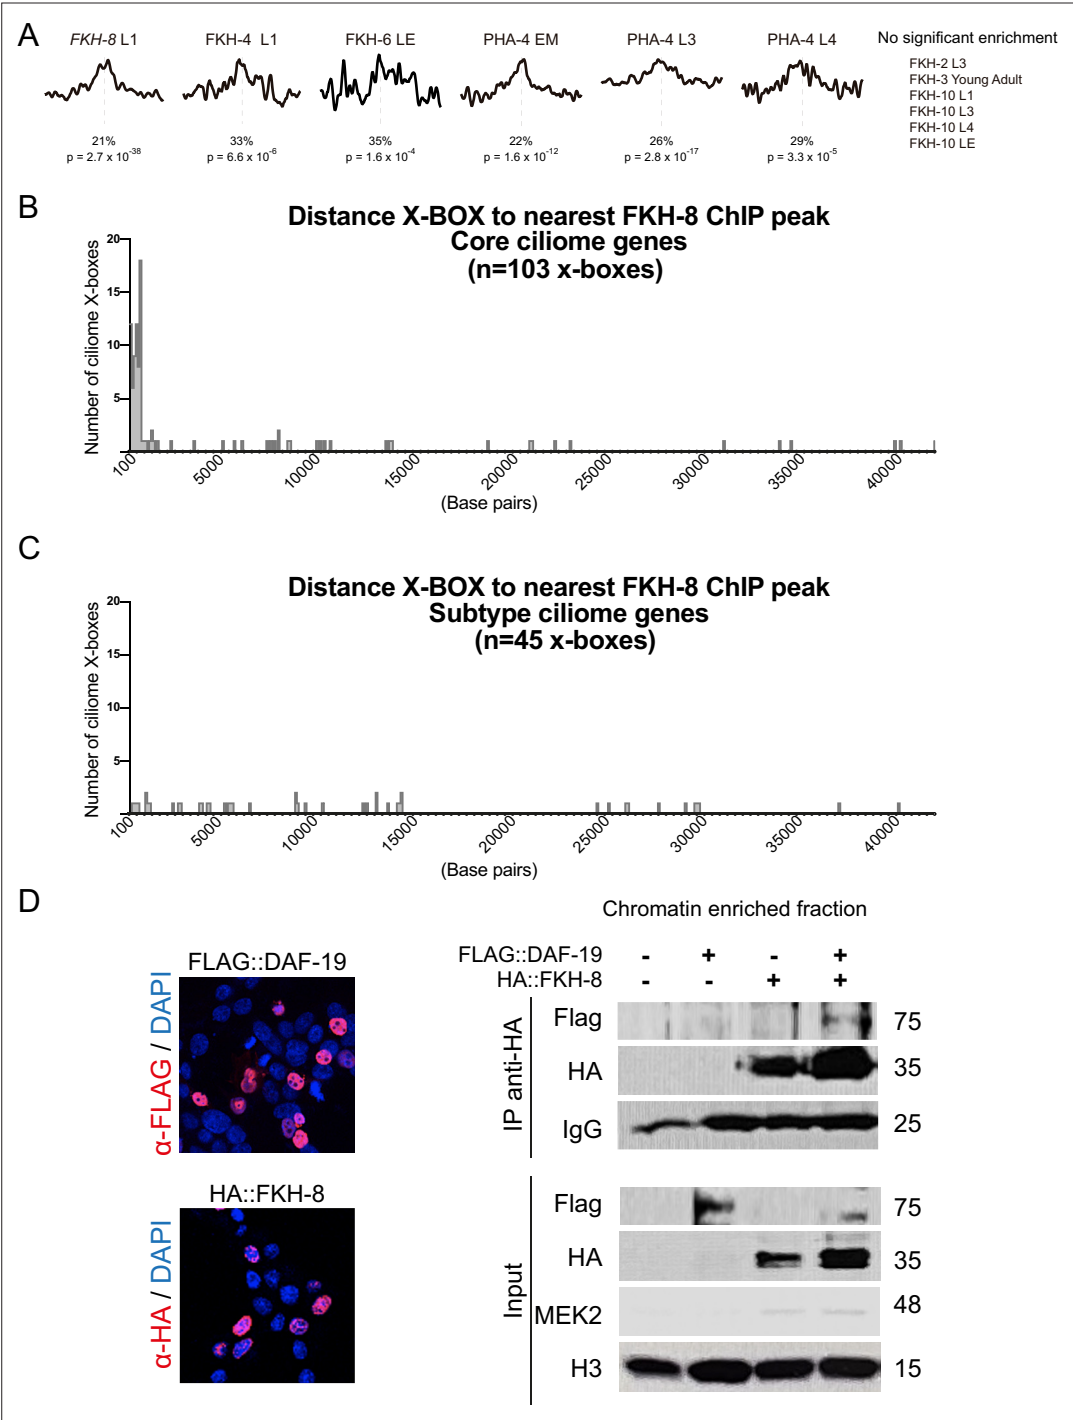 A
FKH-8 L1
FKH-4 L1
FKH-6 LE
PHA-4 EM
PHA-4 L3
PHA-4 L4
No significant enrichment
21%
p = 2.7 x 10-38
33%
p = 6.6 x 10-6
35%
p = 1.6 x 10-4
22%
p = 1.6 x 10-12
26%
p = 2.8 x 10-17
29%
p = 3.3 x 10-5
FKH-2 L3
FKH-3 Young Adult
FKH-10 L1
FKH-10 L3
FKH-10 L4
FKH-10 LE
B
Distance X-BOX to nearest FKH-8 ChIP peak
Core ciliome genes
(n=103 x-boxes)
Number of ciliome X-boxes
20
15
10
5
100
5000
10000
15000
20000
25000
30000
35000
40000
(Base pairs)
C
Distance X-BOX to nearest FKH-8 ChIP peak
Subtype ciliome genes
(n=45 x-boxes)
Number of ciliome X-boxes
20
15
10
5
100
5000
10000
15000
20000
25000
30000
35000
40000
(Base pairs)
D
FLAG::DAF-19
α-FLAG / DAPI
HA::FKH-8
α-HA / DAPI
Chromatin enriched fraction
FLAG::DAF-19 - + - +
HA::FKH-8 - - + +
IP anti-HA
Flag 75
HA 35
IgG 25
Input
Flag 75
HA 35
MEK2 48
H3 15